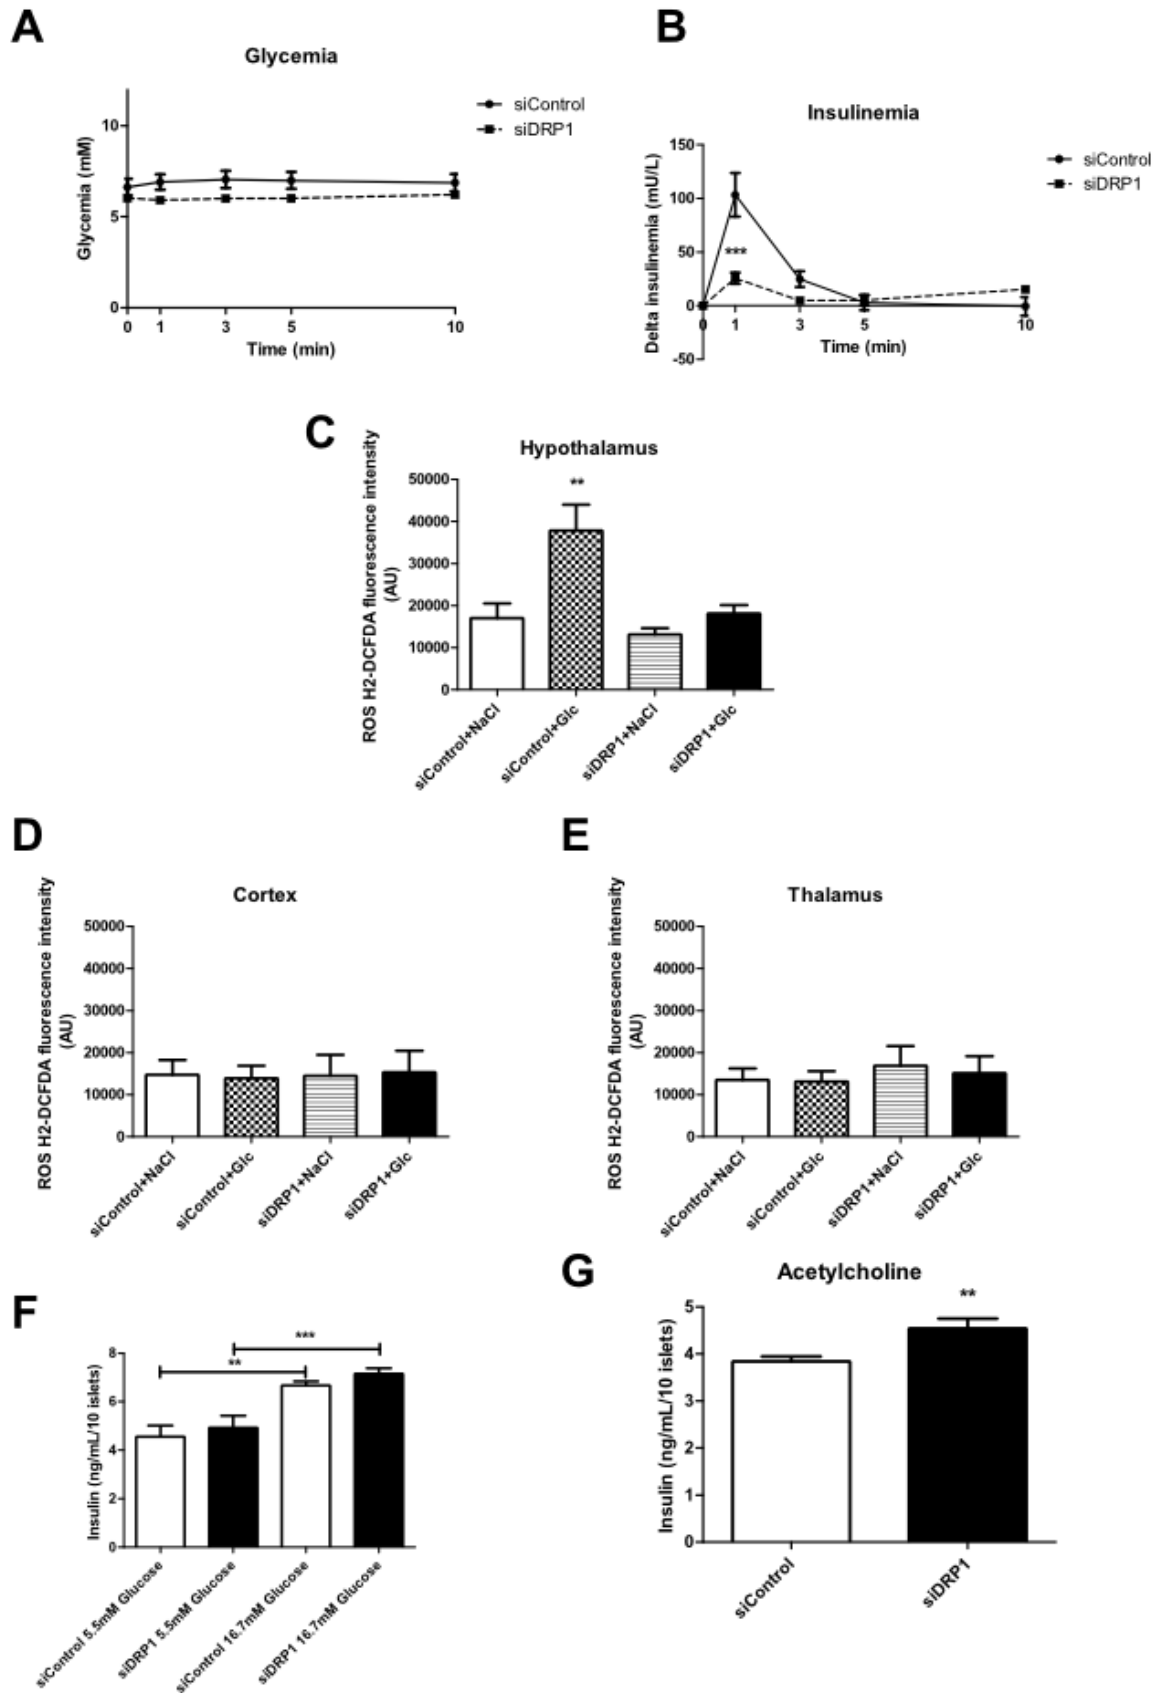 A
Glycemia
siControl
siDRP1
Glycemia (mM)
10
5
0
0 1 3 5 10
Time (min)
B
Insulinemia
siControl
siDRP1
Delta insulinemia (mU/L)
150
100
50
0
-50
***
0 1 3 5 10
Time (min)
C
Hypothalamus
ROS H2-DCFDA fluorescence intensity
(AU)
50000
40000
30000
20000
10000
0
**
siControl+NaCl
siControl+Glc
siDRP1+NaCl
siDRP1+Glc
D
Cortex
ROS H2-DCFDA fluorescence intensity
(AU)
50000
40000
30000
20000
10000
0
siControl+NaCl
siControl+Glc
siDRP1+NaCl
siDRP1+Glc
E
Thalamus
ROS H2-DCFDA fluorescence intensity
(AU)
50000
40000
30000
20000
10000
0
siControl+NaCl
siControl+Glc
siDRP1+NaCl
siDRP1+Glc
F
Insulin (ng/mL/10 islets)
8
6
4
2
0
***
**
siControl 5.5mM Glucose
siDRP1 5.5mM Glucose
siControl 16.7mM Glucose
siDRP1 16.7mM Glucose
G
Acetylcholine
Insulin (ng/mL/10 islets)
5
4
3
2
1
0
**
siControl
siDRP1